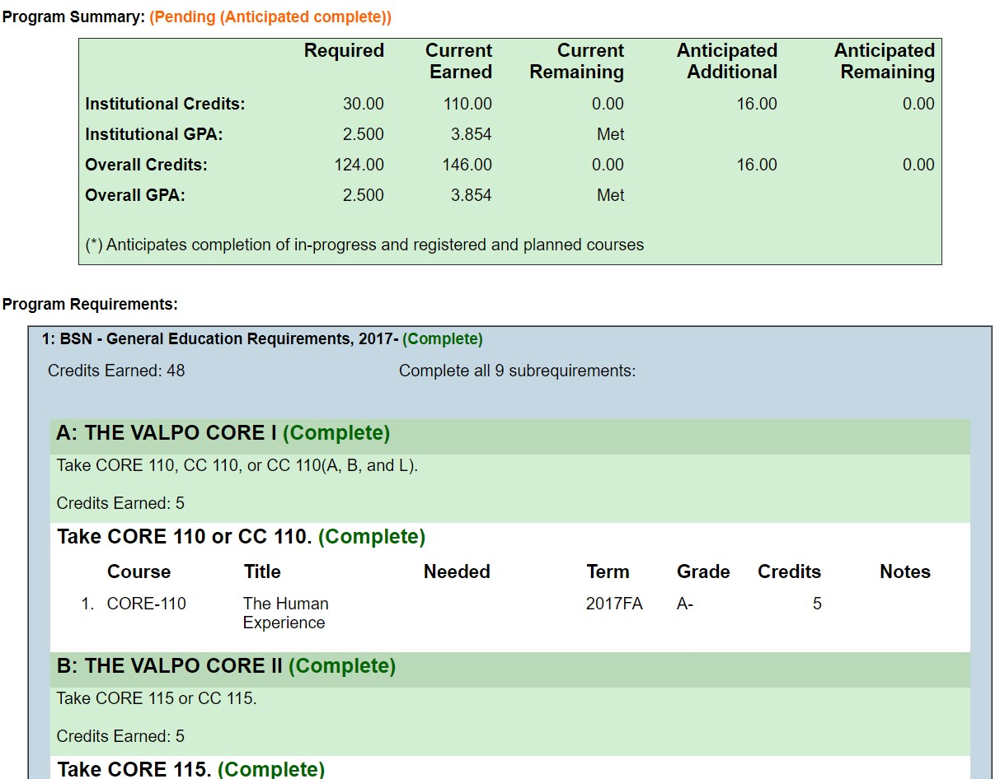 Program Summary: (Pending (Anticipated complete))
Required Current Earned Current Remaining Anticipated Additional Anticipated Remaining
Institutional Credits: 30.00 110.00 0.00 16.00 0.00
Institutional GPA: 2.500 3.854 Met
Overall Credits: 124.00 146.00 0.00 16.00 0.00
Overall GPA: 2.500 3.854 Met
(*) Anticipates completion of in-progress and registered and planned courses
Program Requirements:
1: BSN - General Education Requirements, 2017- (Complete)
Credits Earned: 48 Complete all 9 subrequirements:
A: THE VALPO CORE I (Complete)
Take CORE 110, CC 110, or CC 110(A, B, and L).
Credits Earned: 5
Take CORE 110 or CC 110. (Complete)
Course Title Needed Term Grade Credits Notes
1. CORE-110 The Human Experience 2017FA A- 5
B: THE VALPO CORE II (Complete)
Take CORE 115 or CC 115.
Credits Earned: 5
Take CORE 115. (Complete)